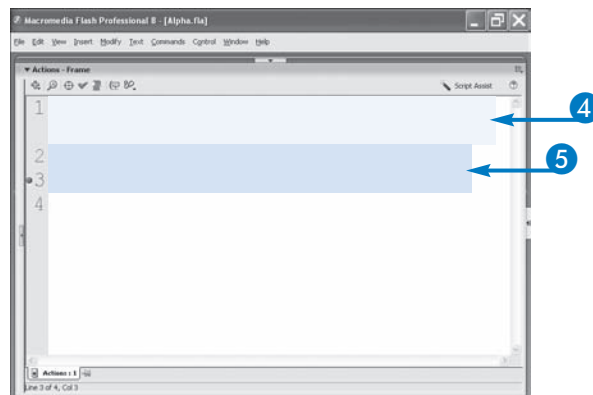 Macromedia Flash Professional 8 - [Alpha.fla]
File Edit View Insert Modify Text Commands Control Window Help
Actions - Frame
Script Assist
1
4
2
5
3
4
Actions : 1
Line 3 of 4, Col 3